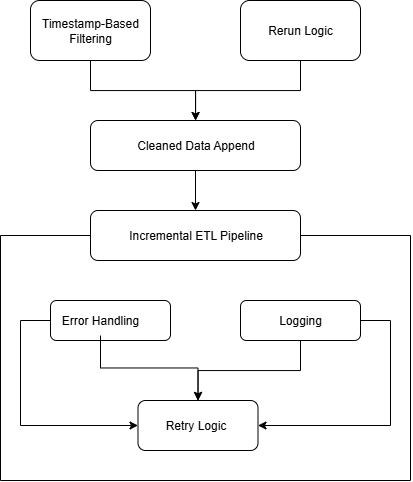 Timestamp-Based
Filtering
Rerun Logic
Cleaned Data Append
Incremental ETL Pipeline
Error Handling
Logging
Retry Logic